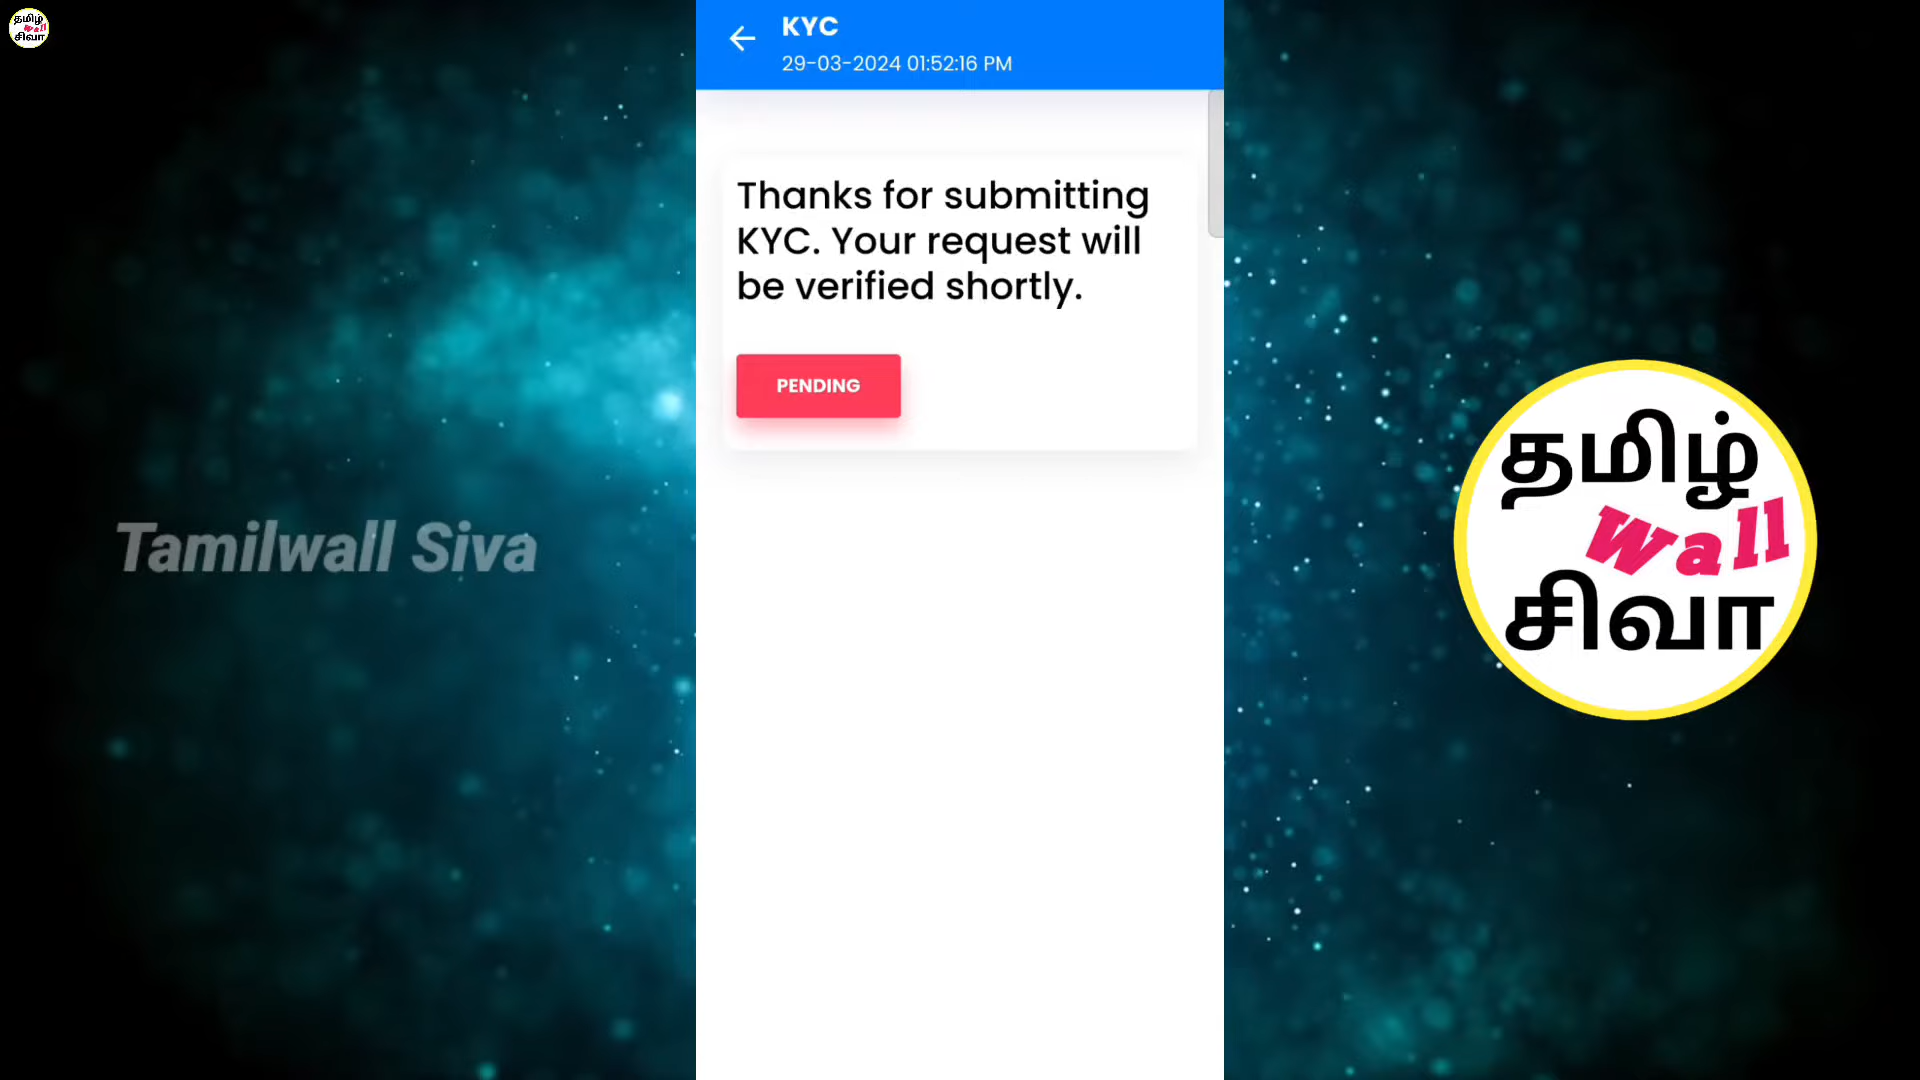 தமிழ்
Wall
சிவா
KYC
29-03-2024 01:52:16 PM
Thanks for submitting
KYC. Your request will
be verified shortly.
PENDING
Tamilwall Siva
தமிழ்
Wall
சிவா